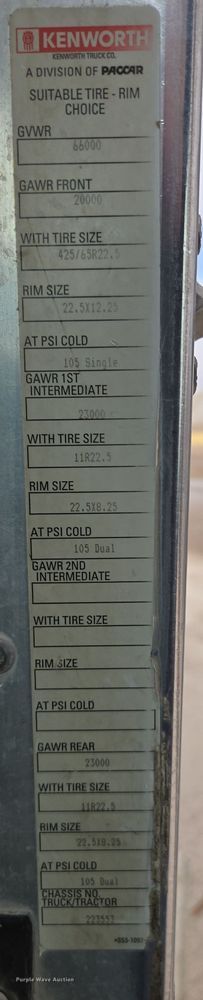 KENWORTH
KENWORTH TRUCK CO.
A DIVISION OF PACCAR
SUITABLE TIRE - RIM
CHOICE
GVWR
66000
GAWR FRONT
20000
WITH TIRE SIZE
425/65R22.5
RIM SIZE
22.5X12.25
AT PSI COLD
105 Single
GAWR 1ST
INTERMEDIATE
23000
WITH TIRE SIZE
11R22.5
RIM SIZE
22.5X8.25
AT PSI COLD
105 Dual
GAWR 2ND
INTERMEDIATE
WITH TIRE SIZE
RIM SIZE
AT PSI COLD
GAWR REAR
23000
WITH TIRE SIZE
11R22.5
RIM SIZE
22.5X8.25
AT PSI COLD
105 Dual
CHASSIS NO.
TRUCK/TRACTOR
223553
Purple Wave Auction